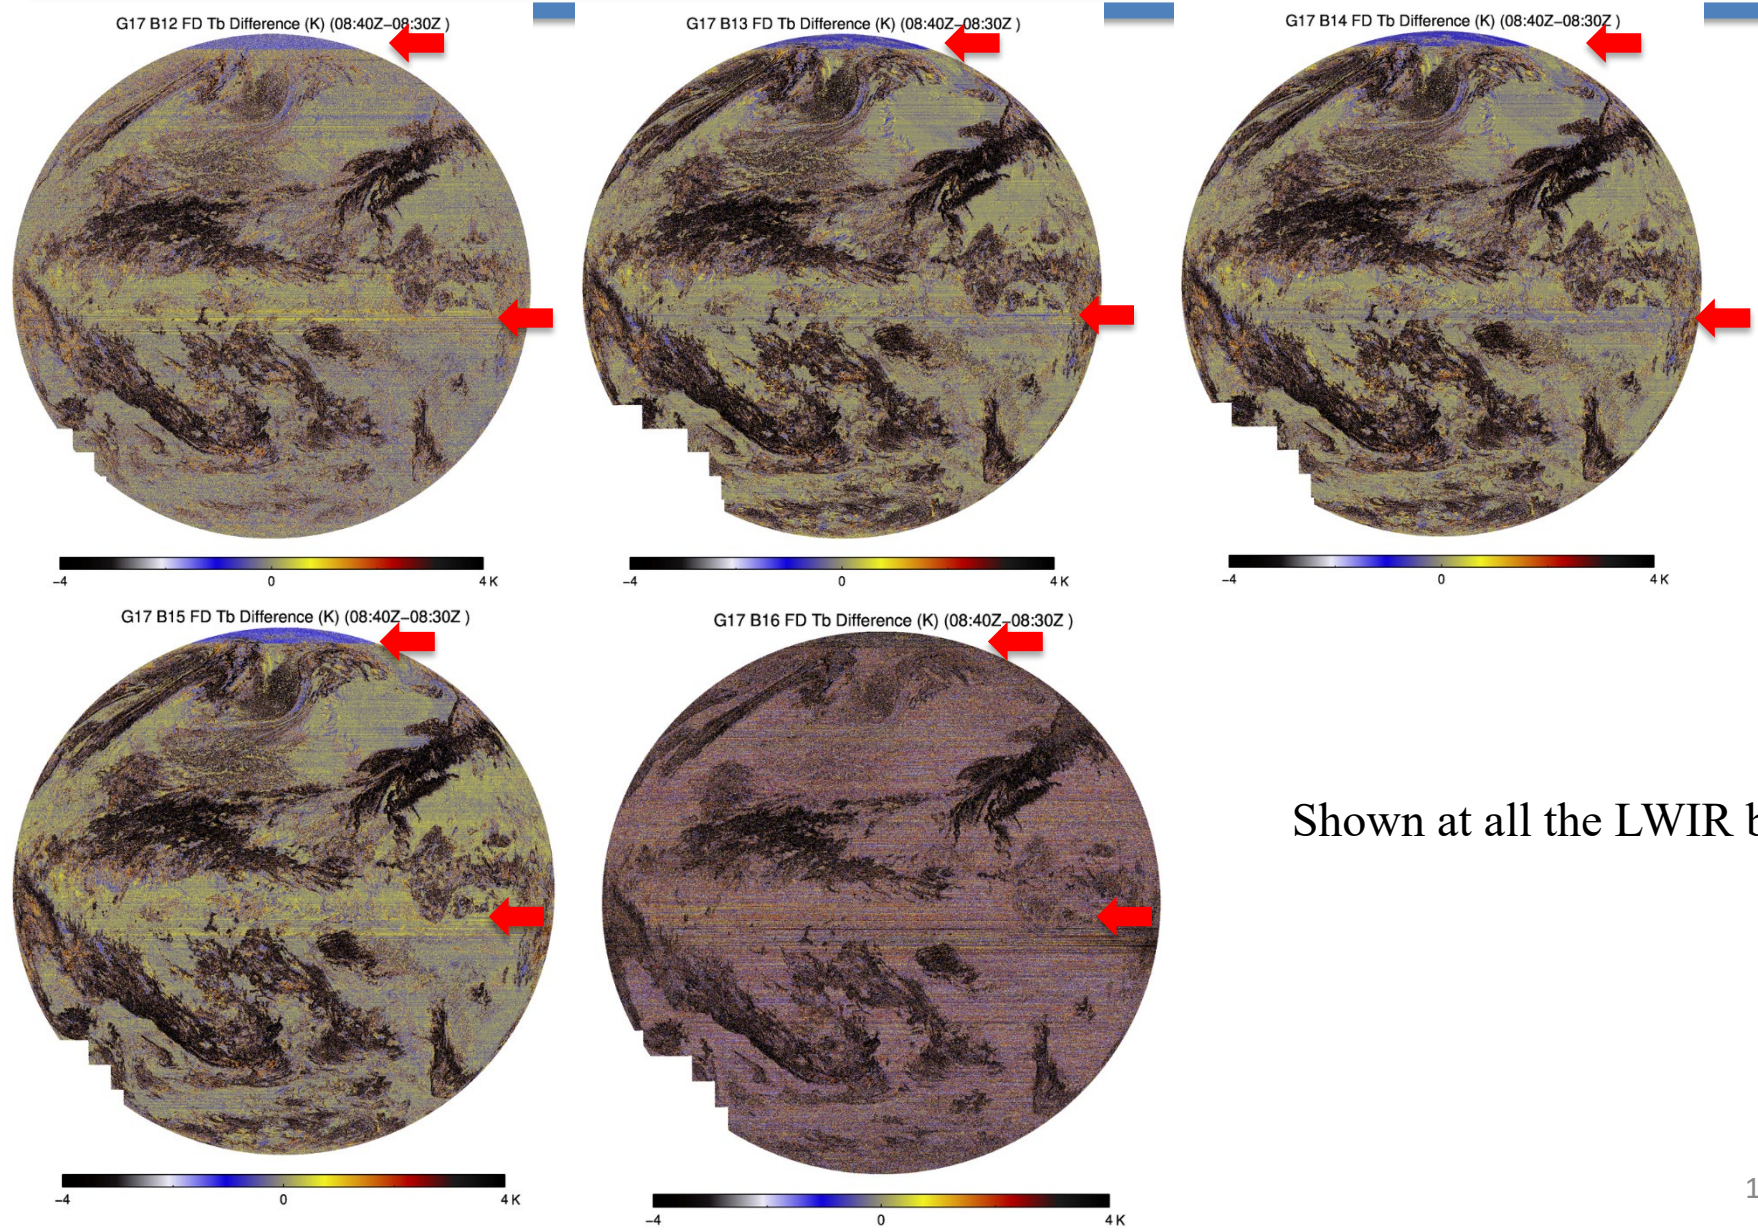 G17 B12 FD Tb Difference (K) (08:40Z–08:30Z )
G17 B13 FD Tb Difference (K) (08:40Z–08:30Z )
G17 B14 FD Tb Difference (K) (08:40Z–08:30Z )
−4 0 4 K
−4 0 4 K
−4 0 4 K
G17 B15 FD Tb Difference (K) (08:40Z–08:30Z )
G17 B16 FD Tb Difference (K) (08:40Z–08:30Z )
Shown at all the LWIR
−4 0 4 K
−4 0 4 K
1